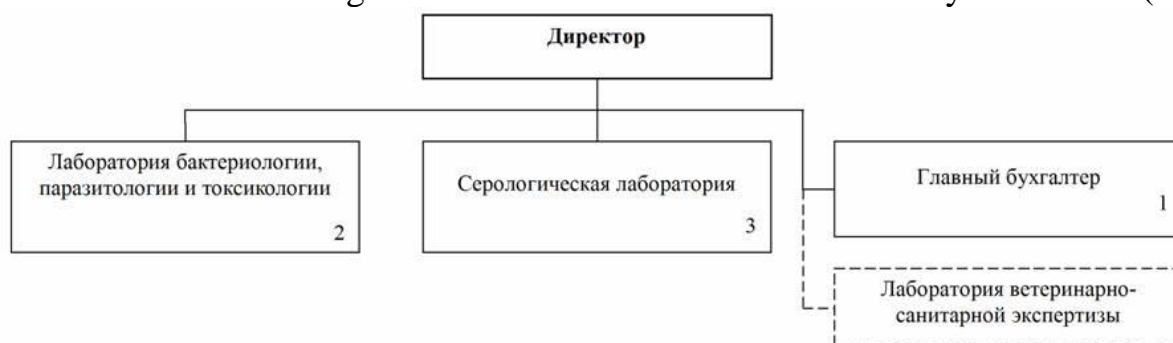 Директор
Лаборатория бактериологии,
паразитологии и токсикологии
2
Серологическая лаборатория
3
Главный бухгалтер
1
Лаборатория ветеринарно-
санитарной экспертизы